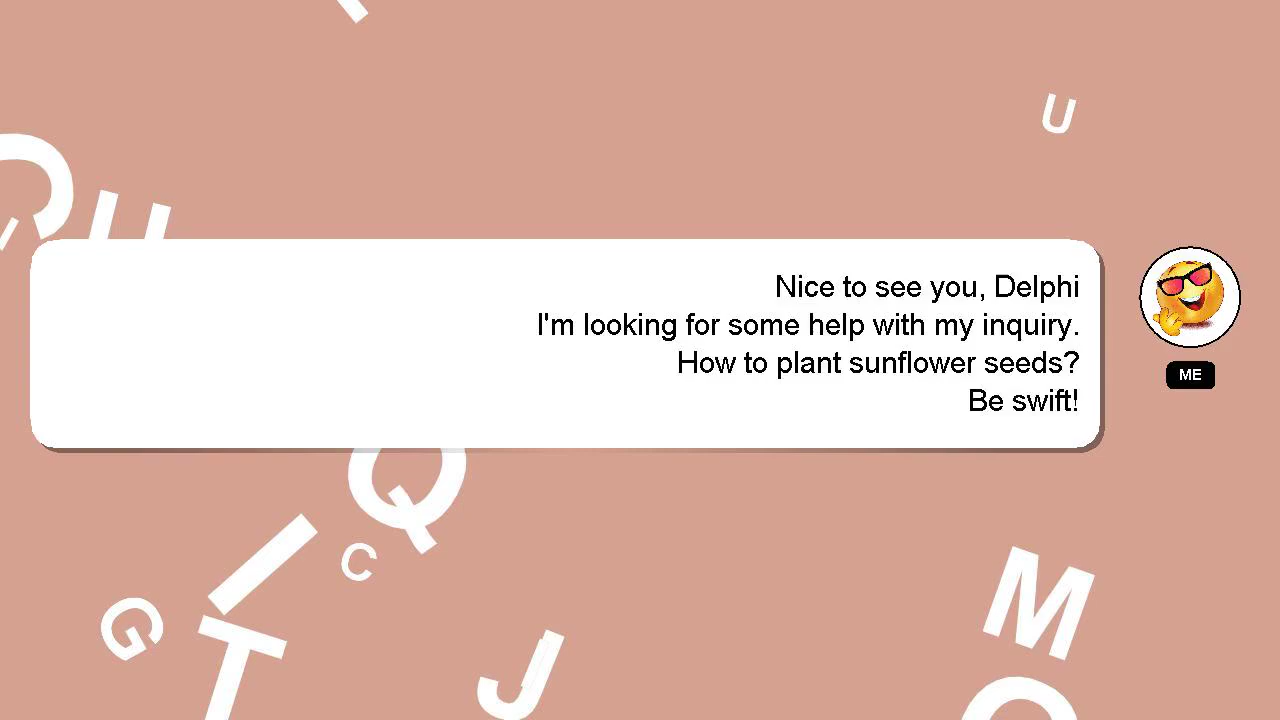 U
U
Nice to see you, Delphi
I'm looking for some help with my inquiry.
How to plant sunflower seeds?
Be swift!
ME
Q
I
C
G
T
J
M